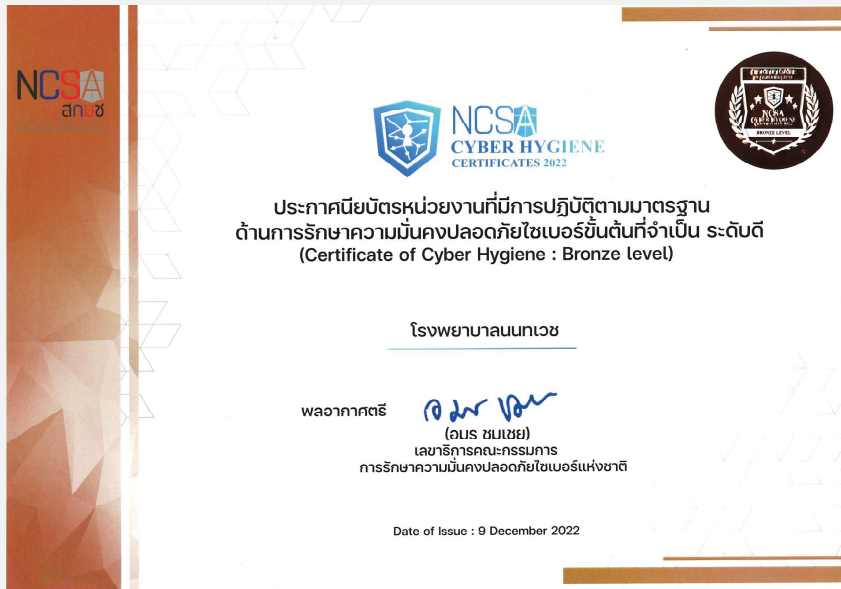 NCSA
สกมช
NCSA
CYBER HYGIENE
CERTIFICATES 2022
NCSA
CYBER HYGIENE
BRONZE LEVEL
ประกาศนียบัตรหน่วยงานที่มีการปฏิบัติตามมาตรฐาน
ด้านการรักษาความมั่นคงปลอดภัยไซเบอร์ขั้นต้นที่จำเป็น ระดับดี
(Certificate of Cyber Hygiene : Bronze level)
โรงพยาบาลนนทเวช
พลอากาศตรี
(อมร ชมเชย)
เลขาธิการคณะกรรมการ
การรักษาความมั่นคงปลอดภัยไซเบอร์แห่งชาติ
Date of Issue : 9 December 2022